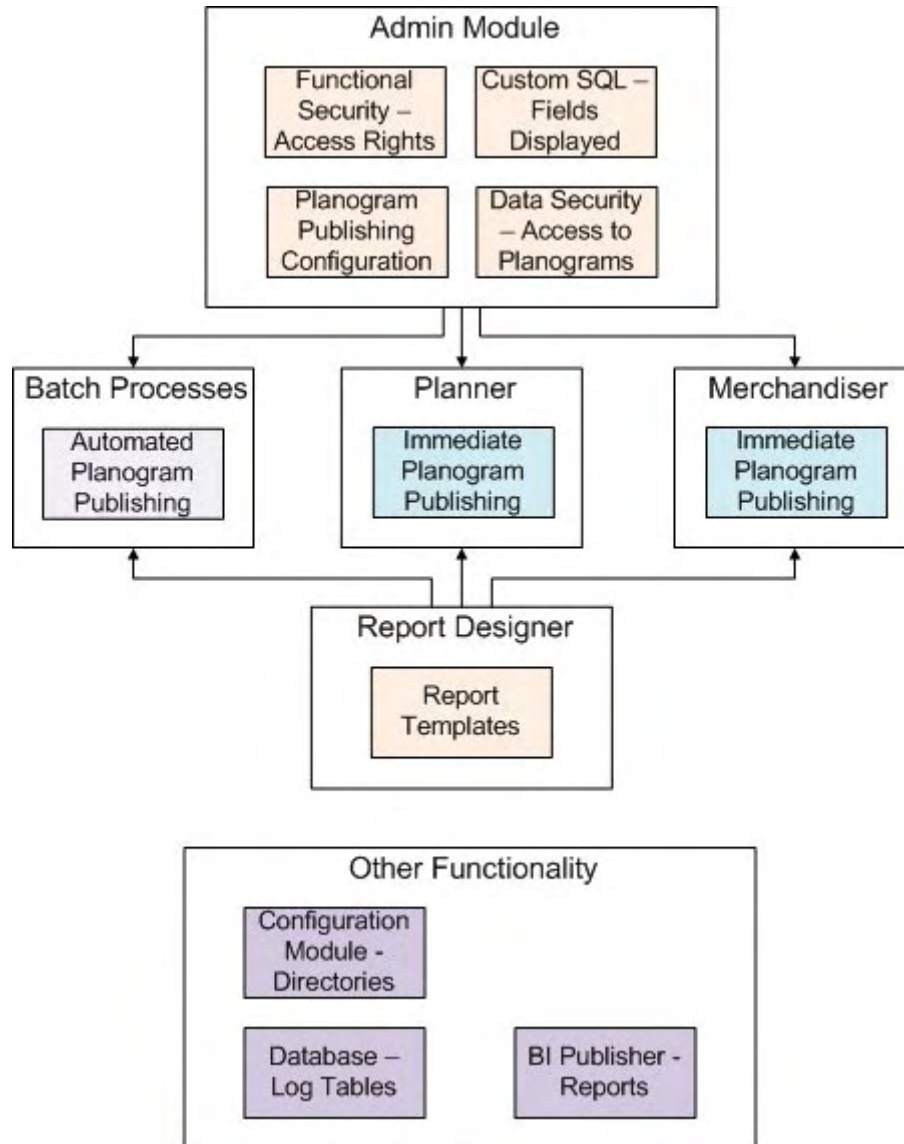 Admin Module
Functional
Security –
Access Rights
Custom SQL –
Fields
Displayed
Planogram
Publishing
Configuration
Data Security
– Access to
Planograms
Batch Processes
Automated
Planogram
Publishing
Planner
Immediate
Planogram
Publishing
Merchandiser
Immediate
Planogram
Publishing
Report Designer
Report
Templates
Other Functionality
Configuration
Module -
Directories
Database –
Log Tables
BI Publisher -
Reports